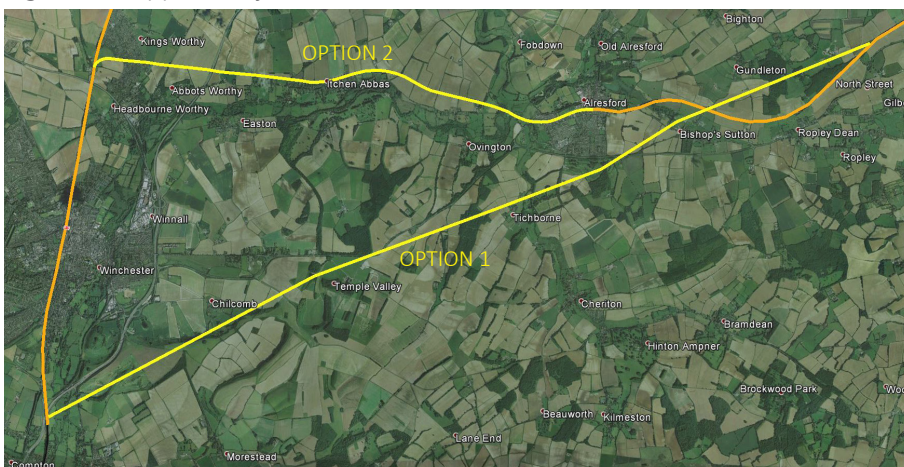 Bighton
Kings Worthy
Fobdown
Old Alresford
OPTION 2
Gundleton
Itchen Abbas
North Street
Abbots Worthy
Headbourne Worthy
Alresford
Easton
Bishop's Sutton
Ropley Dean
Ovington
Ropley
Winnall
Tichborne
OPTION 1
Winchester
Temple Valley
Chilcomb
Cheriton
Bramdean
Hinton Ampner
Brockwood Park
Beauworth
Kilmeston
Lane End
Morestead
Compton